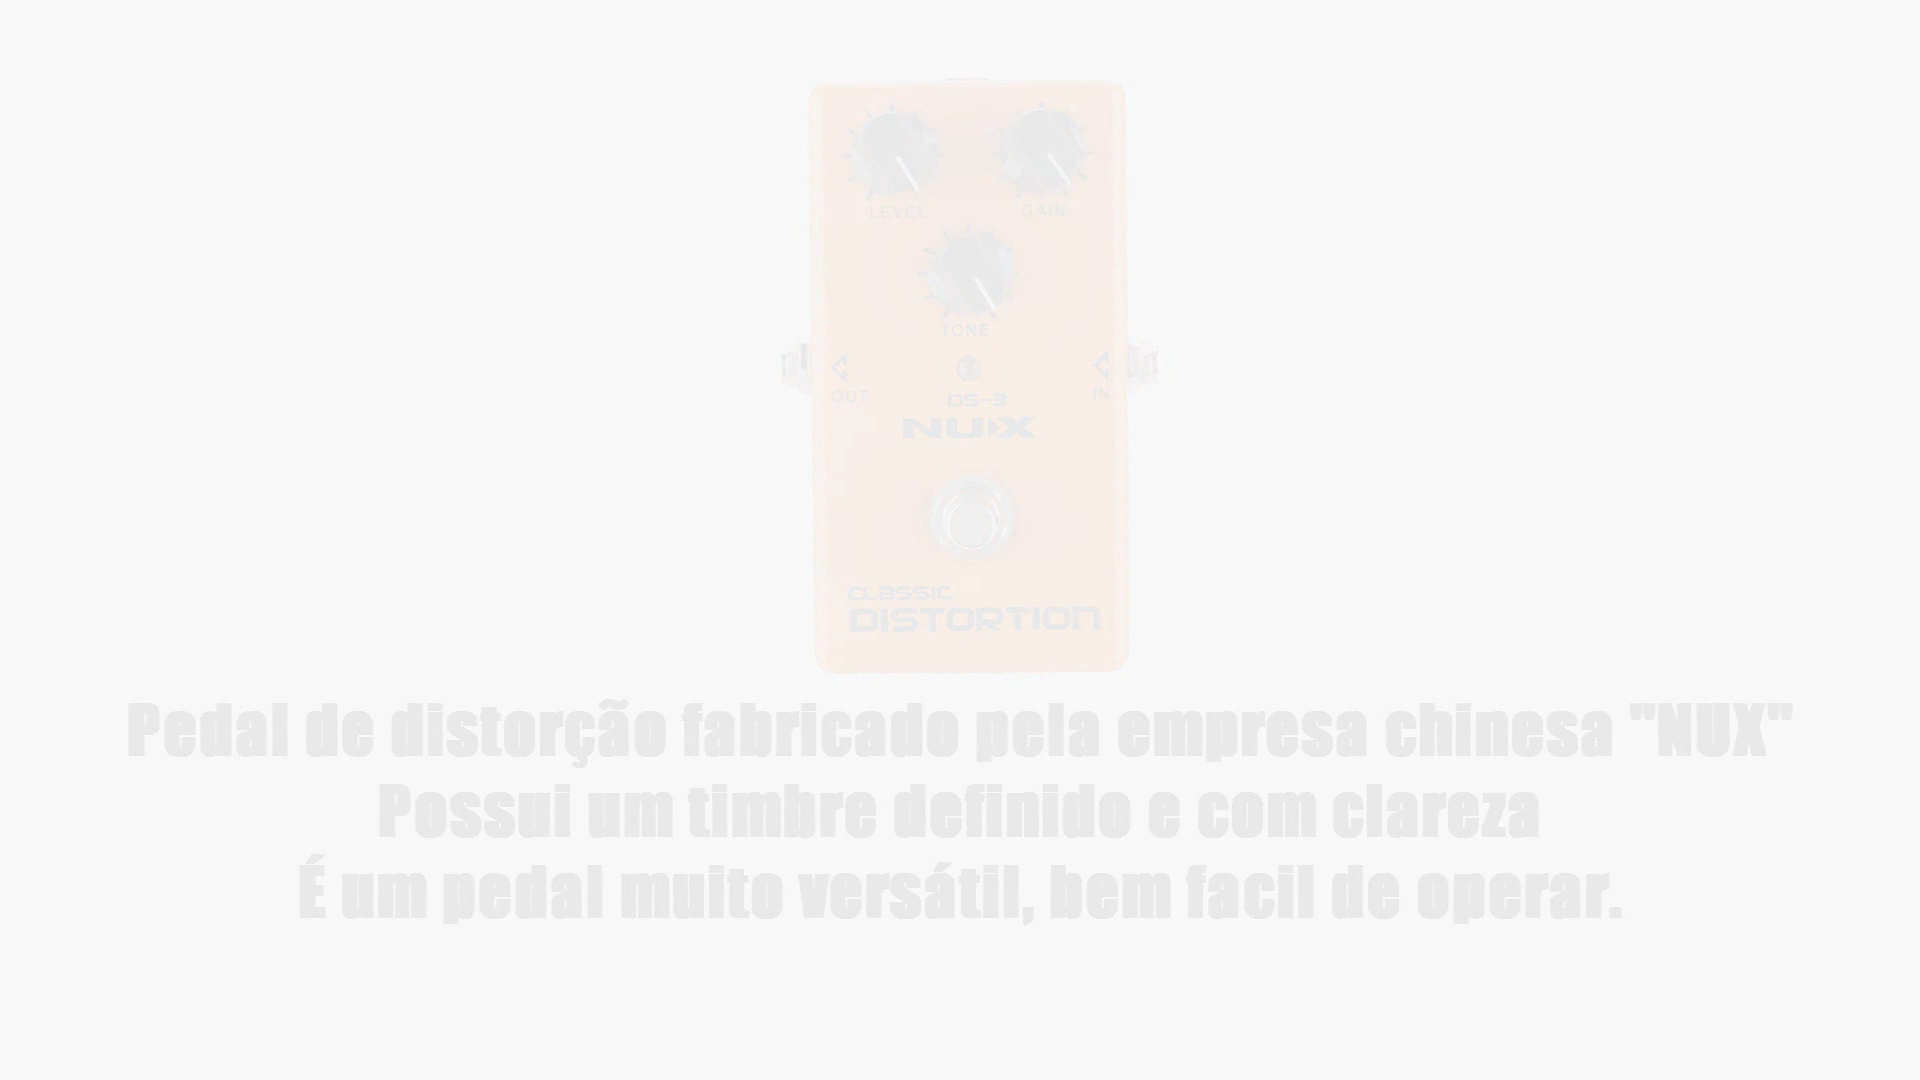 LEVEL GAIN
TONE
OUT IN
DS-3
NUX
CLASSIC
DISTORTION
Pedal de distorção fabricado pela empresa chinesa "NUX"
Possui um timbre definido e com clareza
É um pedal muito versátil, bem facil de operar.